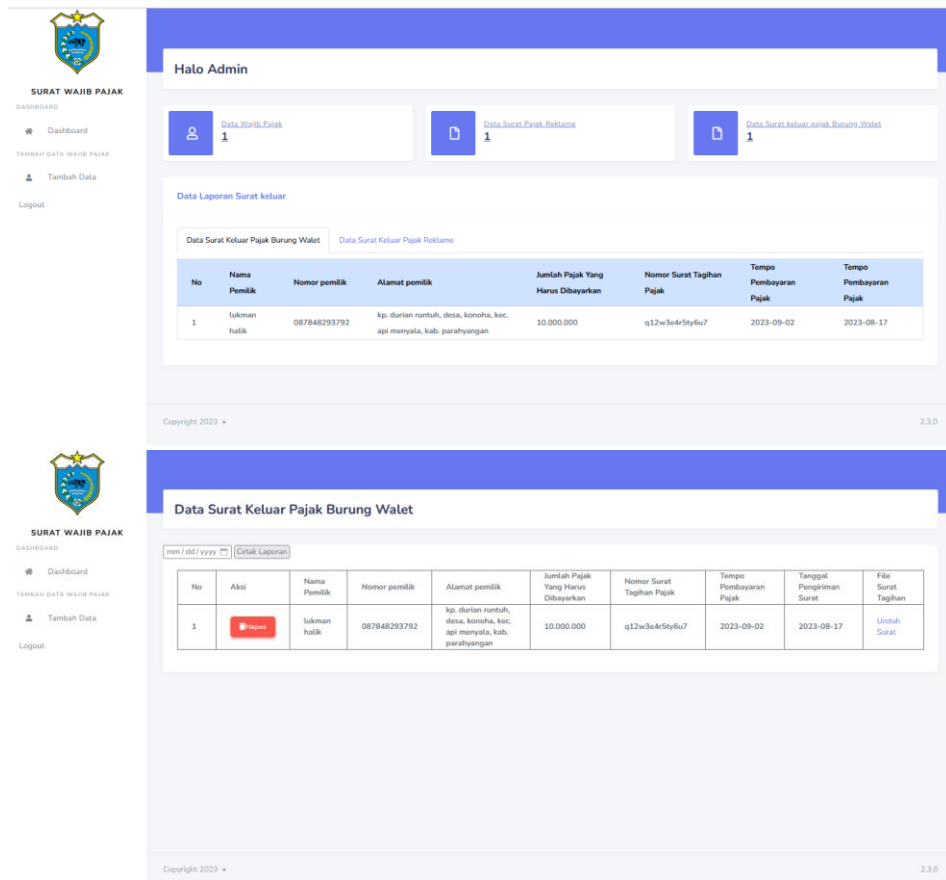 SURAT WAJIB PAJAK
DASHBOARD
Dashboard
TAMBAH DATA WAJIB PAJAK
Tambah Data
Logout
Halo Admin
Data Wajib Pajak
1
Data Surat Pajak Reklame
1
Data Surat keluar pajak Burung Walet
1
Data Laporan Surat keluar
Data Surat Keluar Pajak Burung Walet Data Surat Keluar Pajak Reklame
No
Nama
Pemilik
Nomor pemilik
Alamat pemilik
Jumlah Pajak Yang
Harus Dibayarkan
Nomor Surat Tagihan
Pajak
Tempo
Pembayaran
Pajak
Tempo
Pembayaran
Pajak
1
lukman
halik
087848293792
kp. durian runtuh, desa, konoha, kec.
api menyala, kab. parahyangan
10.000.000
q12w3e4r5ty6u7
2023-09-02
2023-08-17
Copyright 2023 •
2.3.0
SURAT WAJIB PAJAK
DASHBOARD
Dashboard
TAMBAH DATA WAJIB PAJAK
Tambah Data
Logout
Data Surat Keluar Pajak Burung Walet
mm / dd / yyyy Cetak Laporan
No
Aksi
Nama
Pemilik
Nomor pemilik
Alamat pemilik
Jumlah Pajak
Yang Harus
Dibayarkan
Nomor Surat
Tagihan Pajak
Tempo
Pembayaran
Pajak
Tanggal
Pengiriman
Surat
File
Surat
Tagihan
1
Hapus
lukman
halik
087848293792
kp. durian runtuh,
desa, konoha, kec.
api menyala, kab.
parahyangan
10.000.000
q12w3e4r5ty6u7
2023-09-02
2023-08-17
Unduh
Surat
Copyright 2023 •
2.3.0